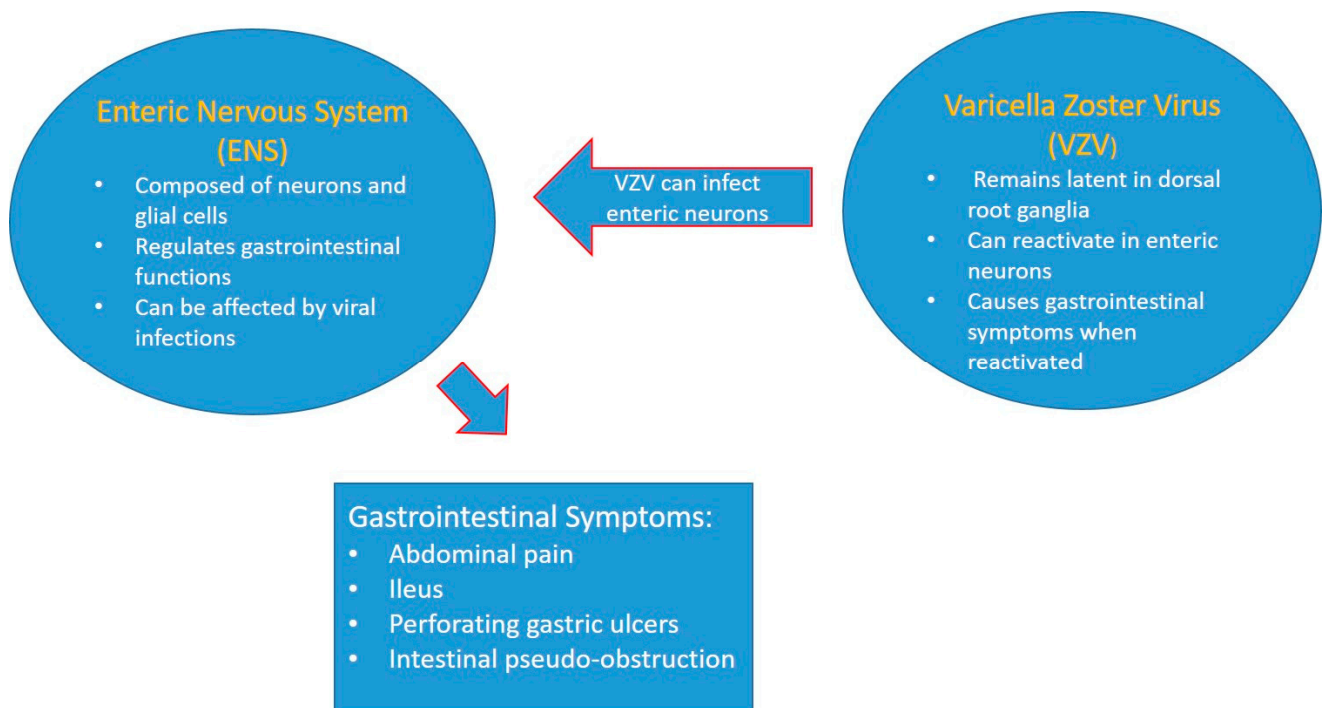 Enteric Nervous System
(ENS)
• Composed of neurons and
glial cells
• Regulates gastrointestinal
functions
• Can be affected by viral
infections
VZV can infect
enteric neurons
Varicella Zoster Virus
(VZV)
• Remains latent in dorsal
root ganglia
• Can reactivate in enteric
neurons
• Causes gastrointestinal
symptoms when
reactivated
Gastrointestinal Symptoms:
• Abdominal pain
• Ileus
• Perforating gastric ulcers
• Intestinal pseudo-obstruction